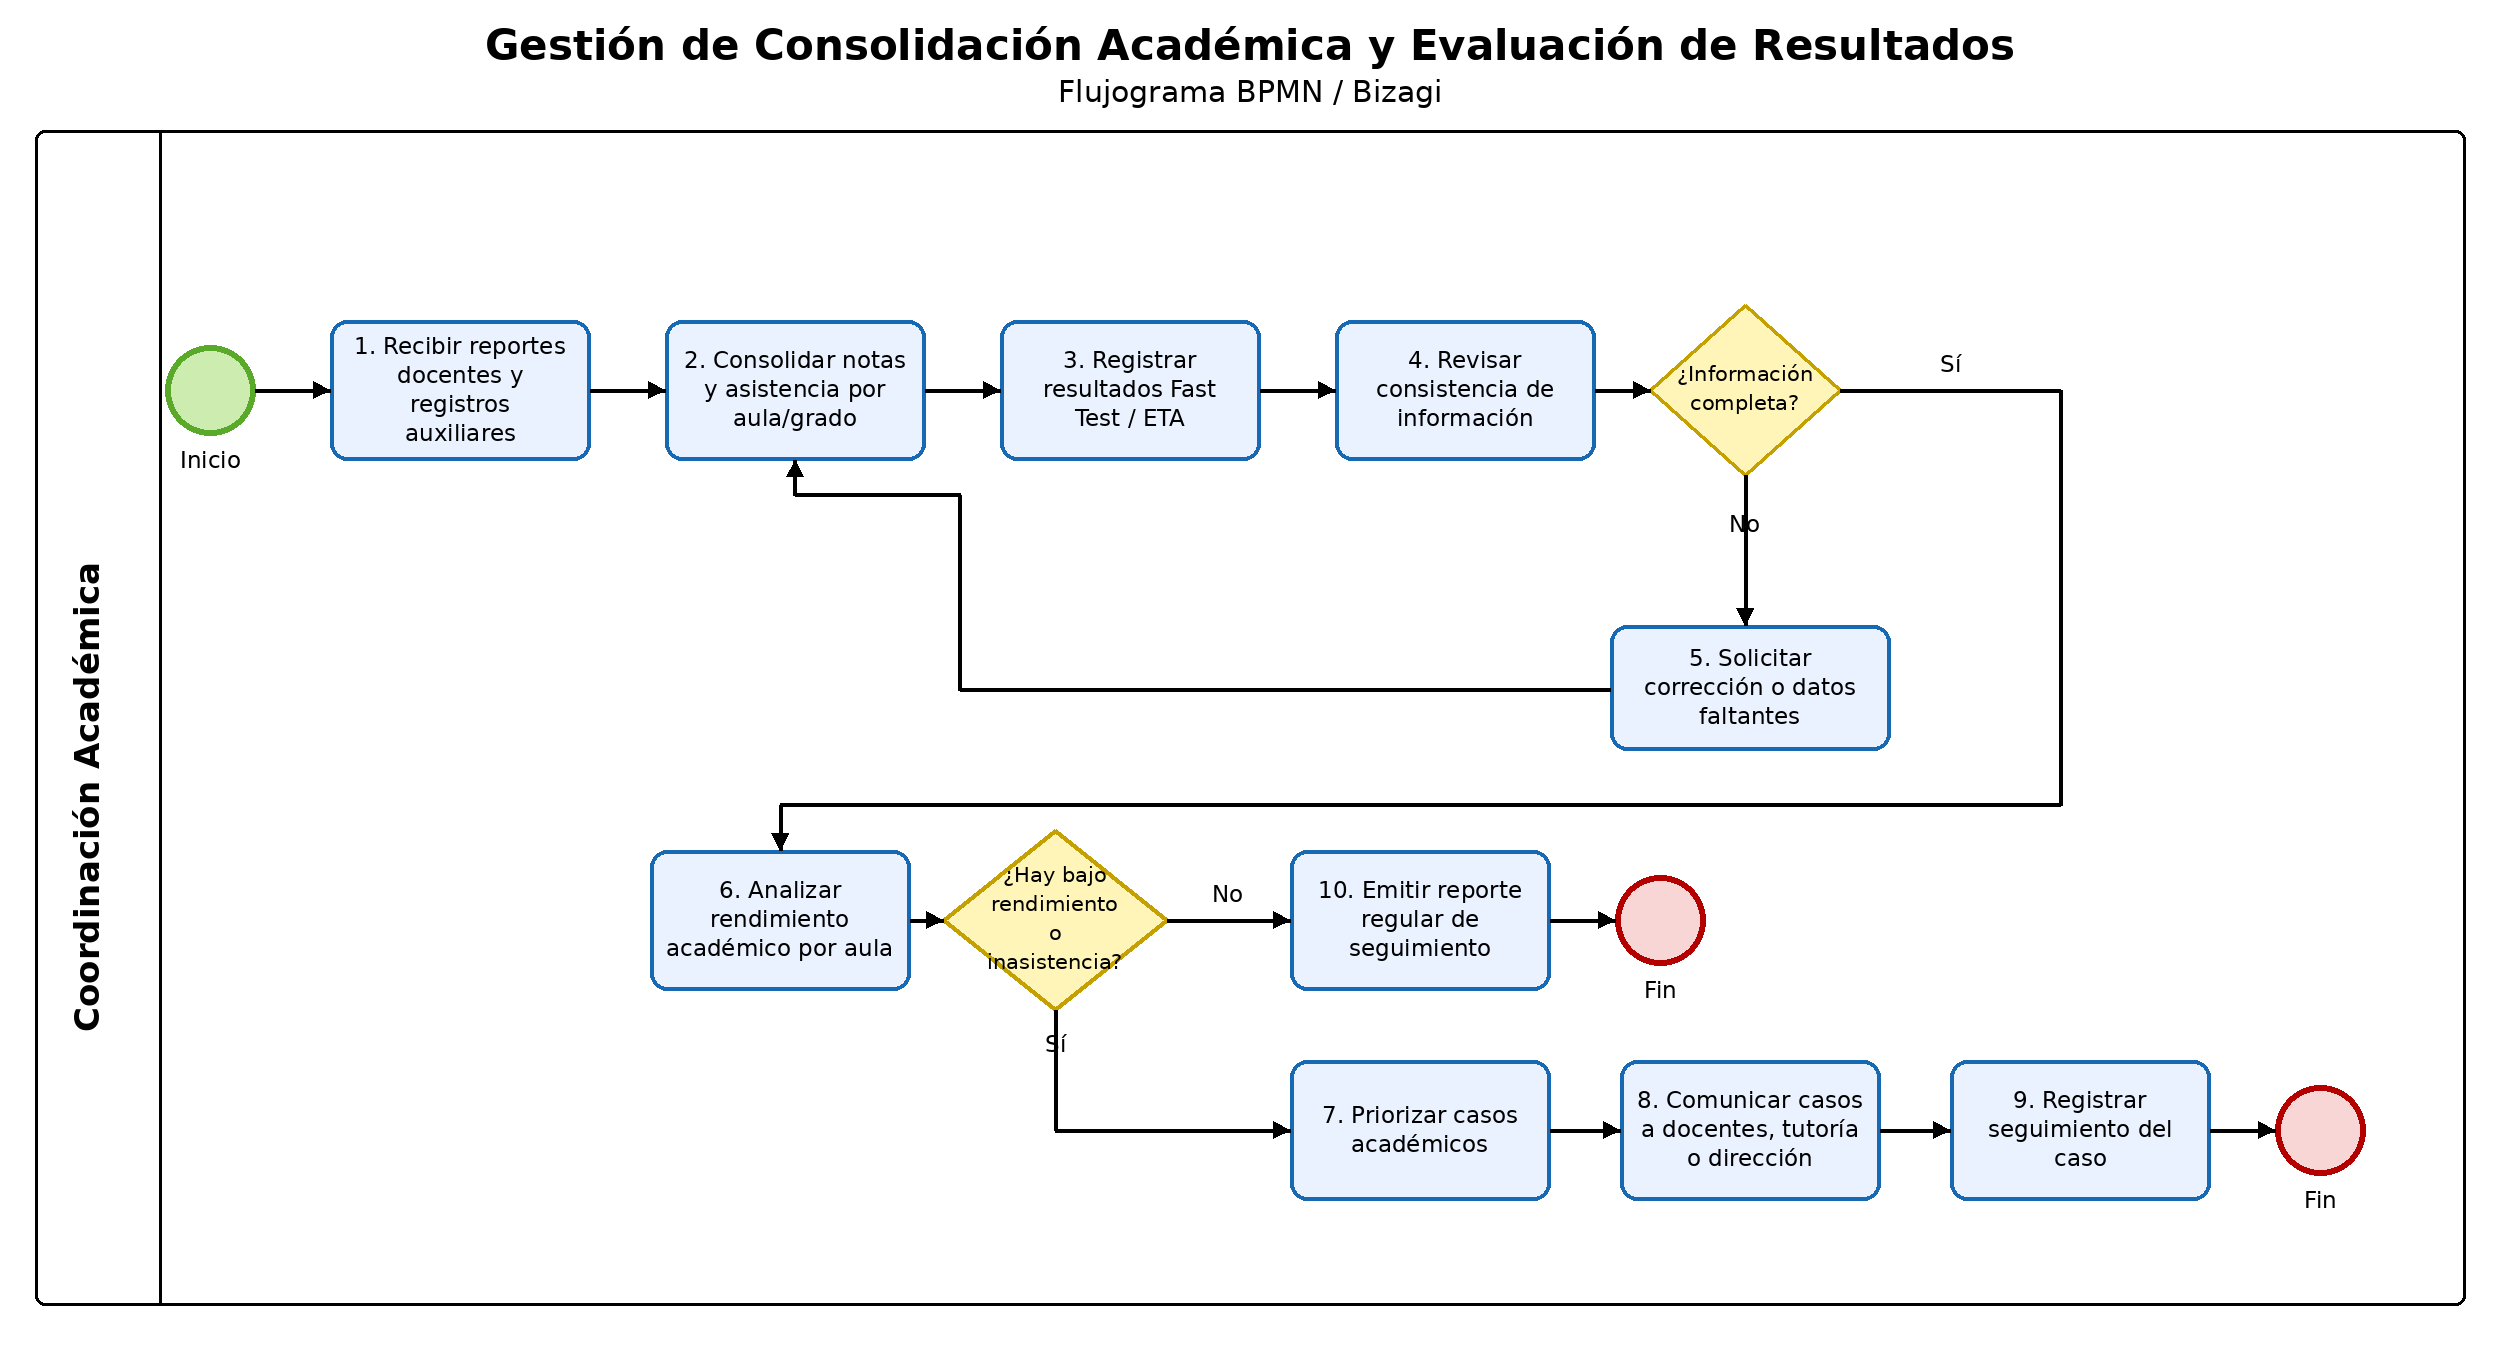 Gestión de Consolidación Académica y Evaluación de Resultados
Flujograma BPMN / Bizagi
Coordinación Académica
Inicio
1. Recibir reportes
docentes y
registros
auxiliares
2. Consolidar notas
y asistencia por
aula/grado
3. Registrar
resultados Fast
Test / ETA
4. Revisar
consistencia de
información
¿Información
completa?
Sí
No
5. Solicitar
corrección o datos
faltantes
6. Analizar
rendimiento
académico por aula
¿Hay bajo
rendimiento
o
inasistencia?
No
10. Emitir reporte
regular de
seguimiento
Fin
Sí
7. Priorizar casos
académicos
8. Comunicar casos
a docentes, tutoría
o dirección
9. Registrar
seguimiento del
caso
Fin